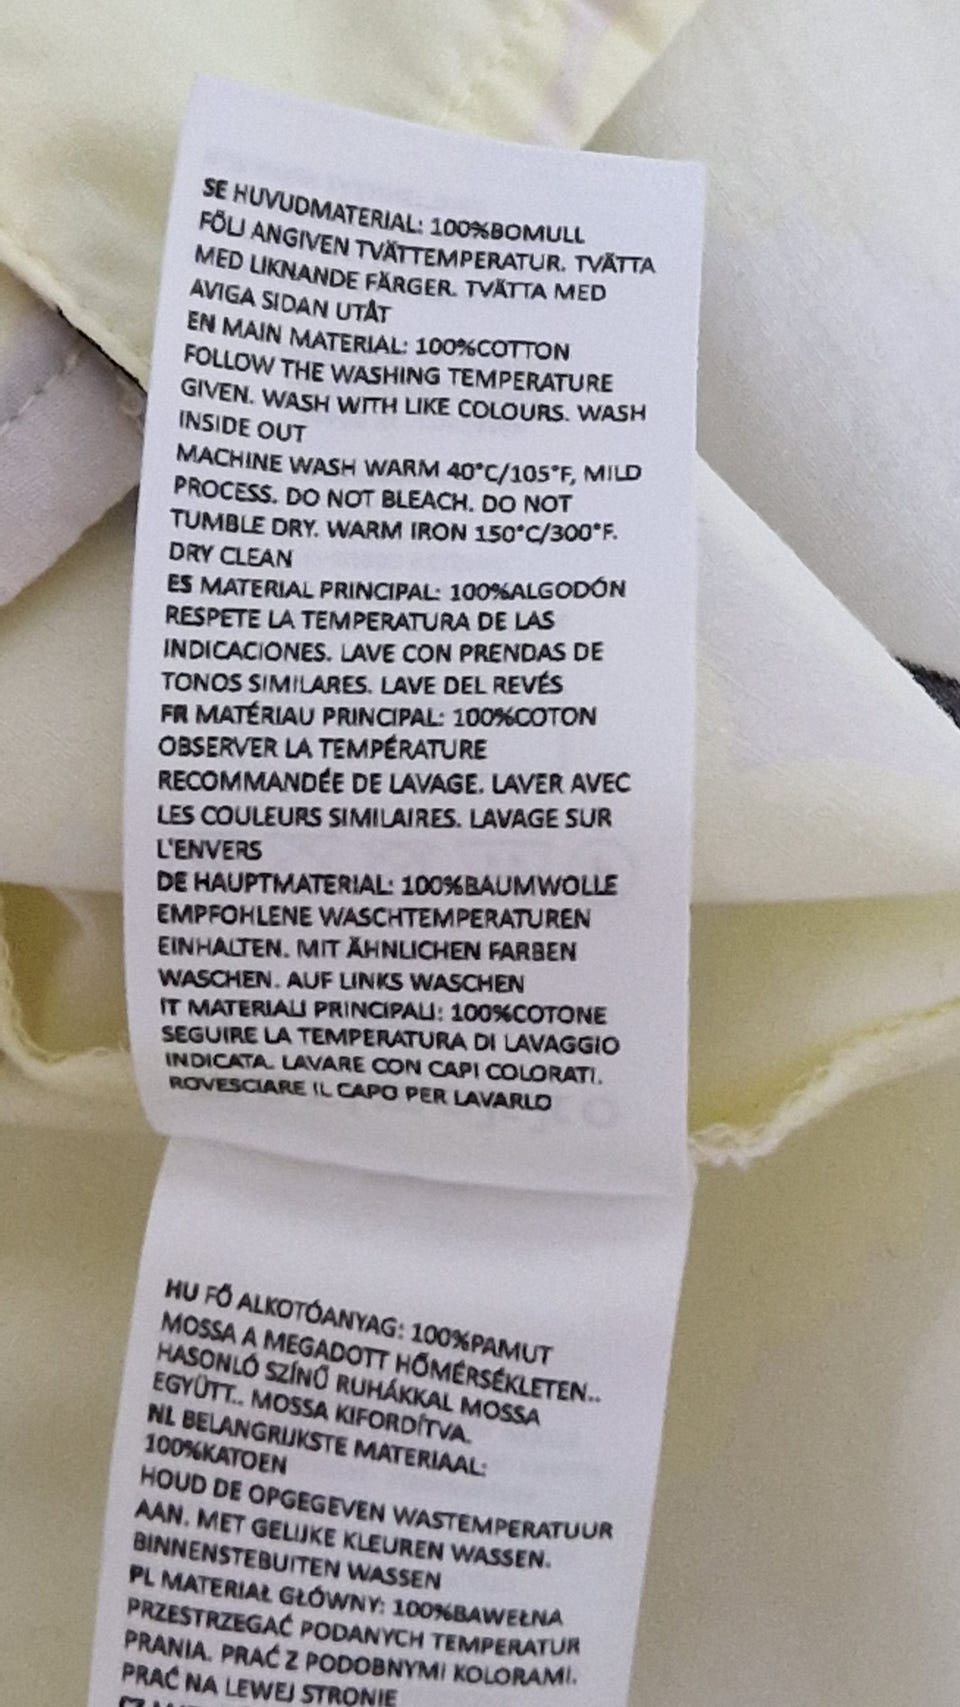 SE HUVUDMATERIAL: 100%BOMULL
FÖLJ ANGIVEN TVÄTTEMPERATUR. TVÄTTA
MED LIKNANDE FÄRGER. TVÄTTA MED
AVIGA SIDAN UTÅT
EN MAIN MATERIAL: 100%COTTON
FOLLOW THE WASHING TEMPERATURE
GIVEN. WASH WITH LIKE COLOURS. WASH
INSIDE OUT
MACHINE WASH WARM 40°C/105°F, MILD
PROCESS. DO NOT BLEACH. DO NOT
TUMBLE DRY. WARM IRON 150°C/300°F.
DRY CLEAN
ES MATERIAL PRINCIPAL: 100%ALGODÓN
RESPETE LA TEMPERATURA DE LAS
INDICACIONES. LAVE CON PRENDAS DE
TONOS SIMILARES. LAVE DEL REVÉS
FR MATÉRIAU PRINCIPAL: 100%COTON
OBSERVER LA TEMPÉRATURE
RECOMMANDÉE DE LAVAGE. LAVER AVEC
LES COULEURS SIMILAIRES. LAVAGE SUR
L'ENVERS
DE HAUPTMATERIAL: 100%BAUMWOLLE
EMPFOHLENE WASCHTEMPERATUREN
EINHALTEN. MIT ÄHNLICHEN FARBEN
WASCHEN. AUF LINKS WASCHEN
IT MATERIALI PRINCIPALI: 100%COTONE
SEGUIRE LA TEMPERATURA DI LAVAGGIO
INDICATA. LAVARE CON CAPI COLORATI.
ROVESCIARE IL CAPO PER LAVARLO
HU FŐ ALKOTÓANYAG: 100%PAMUT
MOSSA A MEGADOTT HŐMÉRSÉKLETEN..
HASONLÓ SZÍNŰ RUHÁKKAL MOSSA
EGYÜTT.. MOSSA KIFORDÍTVA.
NL BELANGRIJKSTE MATERIAAL:
100%KATOEN
HOUD DE OPGEGEVEN WASTEMPERATUUR
AAN. MET GELIJKE KLEUREN WASSEN.
BINNENSTEBUITEN WASSEN
PL MATERIAŁ GŁÓWNY: 100%BAWEŁNA
PRZESTRZEGAĆ PODANYCH TEMPERATUR
PRANIA. PRAĆ Z PODOBNYMI KOLORAMI.
PRAĆ NA LEWEJ STRONIE